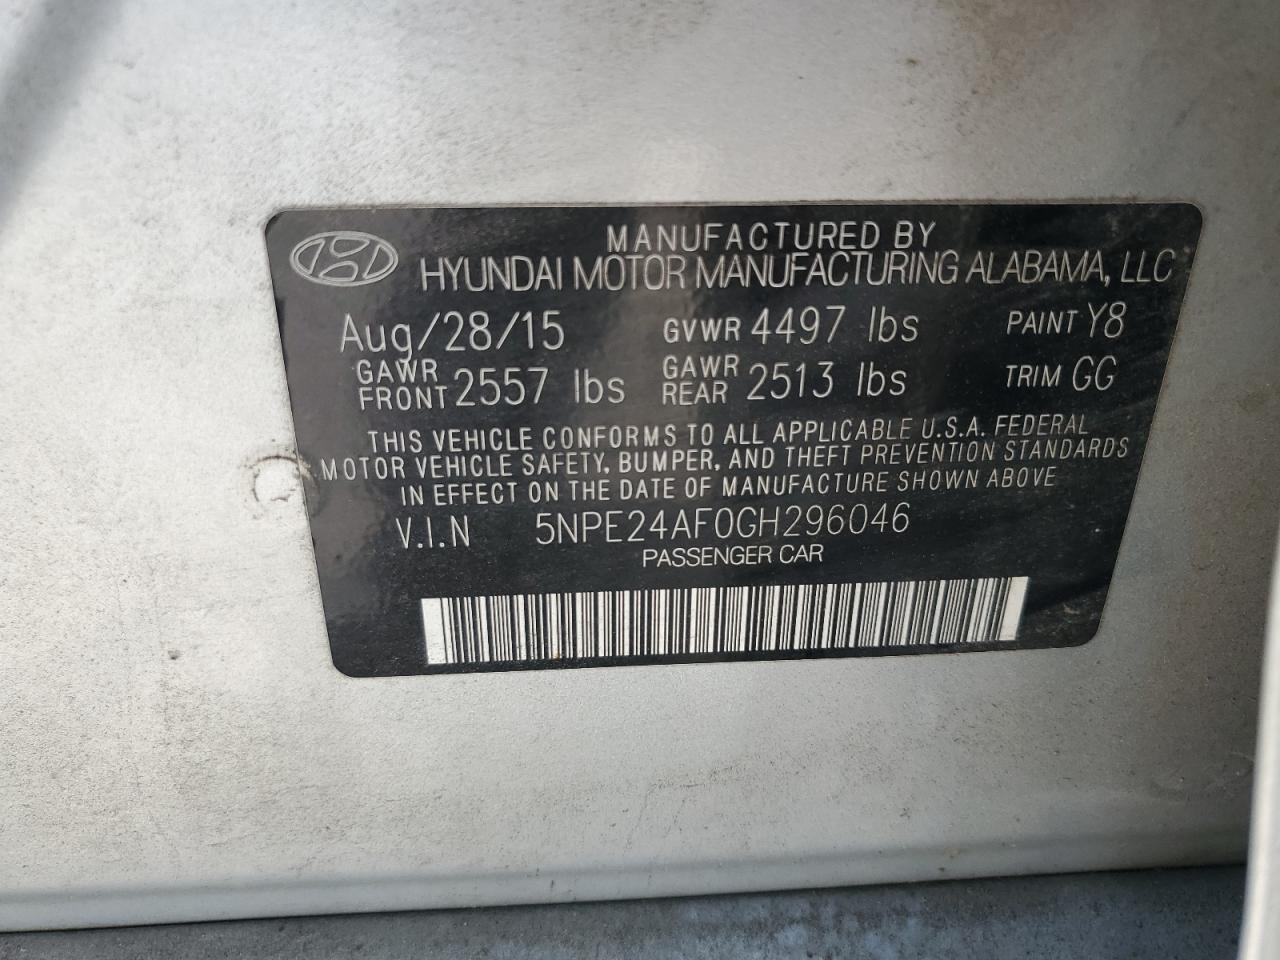 MANUFACTURED BY
HYUNDAI MOTOR MANUFACTURING ALABAMA, LLC
Aug/28/15 GVWR 4497 lbs PAINT Y8
GAWR FRONT 2557 lbs GAWR REAR 2513 lbs TRIM GG
THIS VEHICLE CONFORMS TO ALL APPLICABLE U.S.A. FEDERAL
MOTOR VEHICLE SAFETY, BUMPER, AND THEFT PREVENTION STANDARDS
IN EFFECT ON THE DATE OF MANUFACTURE SHOWN ABOVE
V.I.N 5NPE24AF0GH296046
PASSENGER CAR